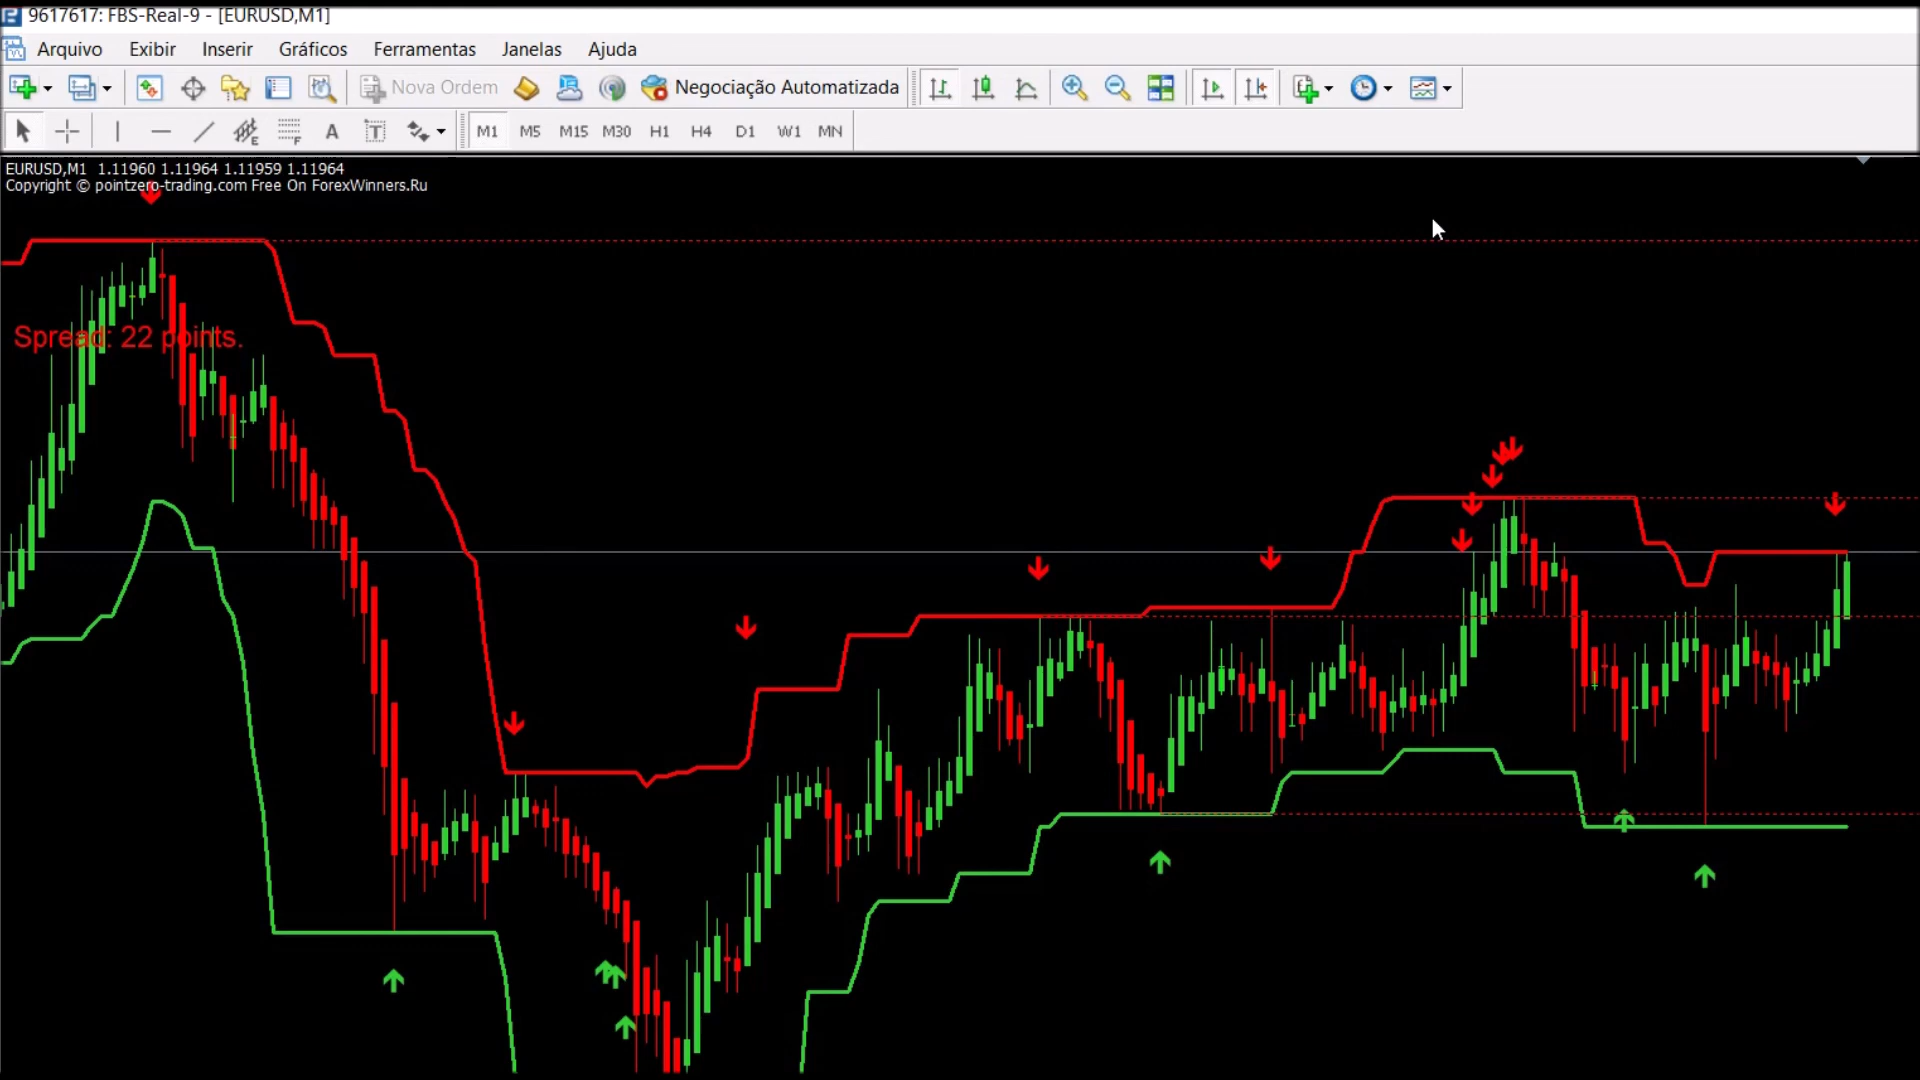 9617617: FBS-Real-9 - [EURUSD,M1]
Arquivo Exibir Inserir Gráficos Ferramentas Janelas Ajuda
Nova Ordem Negociação Automatizada
E F A T M1 M5 M15 M30 H1 H4 D1 W1 MN
EURUSD,M1 1.11960 1.11964 1.11959 1.11964
Copyright © pointzero-trading.com Free On ForexWinners.Ru
Spread: 22 points.